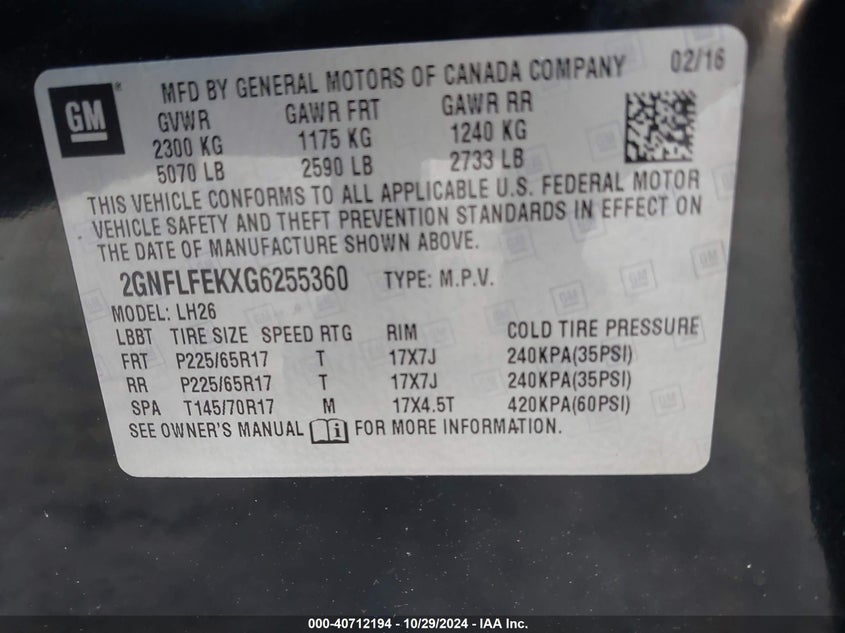 GM
MFD BY GENERAL MOTORS OF CANADA COMPANY 02/16
GVWR GAWR FRT GAWR RR
2300 KG 1175 KG 1240 KG
5070 LB 2590 LB 2733 LB
THIS VEHICLE CONFORMS TO ALL APPLICABLE U.S. FEDERAL MOTOR
VEHICLE SAFETY AND THEFT PREVENTION STANDARDS IN EFFECT ON
THE DATE OF MANUFACTURE SHOWN ABOVE.
2GNFLFEKXG6255360 TYPE: M.P.V.
MODEL: LH26
LBBT TIRE SIZE SPEED RTG RIM COLD TIRE PRESSURE
FRT P225/65R17 T 17X7J 240KPA(35PSI)
RR P225/65R17 T 17X7J 240KPA(35PSI)
SPA T145/70R17 M 17X4.5T 420KPA(60PSI)
SEE OWNER'S MANUAL FOR MORE INFORMATION.
000-40712194 - 10/29/2024 - IAA Inc.